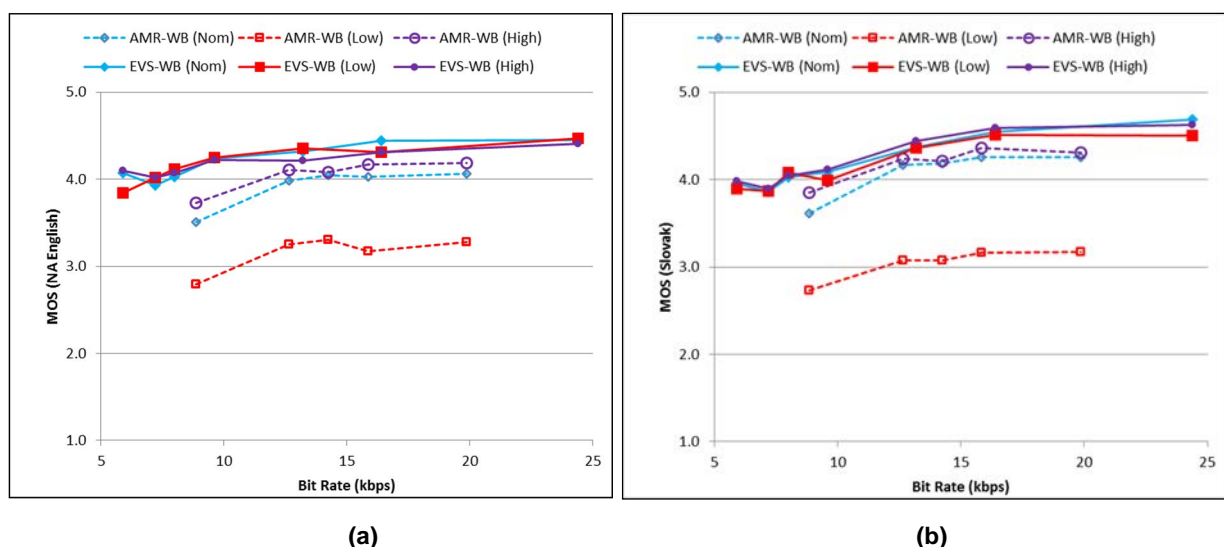 AMR-WB (Nom) AMR-WB (Low) AMR-WB (High)
EVS-WB (Nom) EVS-WB (Low) EVS-WB (High)
5.0
4.0
3.0
2.0
1.0
MOS (NA English)
5 10 15 20 25
Bit Rate (kbps)
(a)
AMR-WB (Nom) AMR-WB (Low) AMR-WB (High)
EVS-WB (Nom) EVS-WB (Low) EVS-WB (High)
5.0
4.0
3.0
2.0
1.0
MOS (Slovak)
5 10 15 20 25
Bit Rate (kbps)
(b)